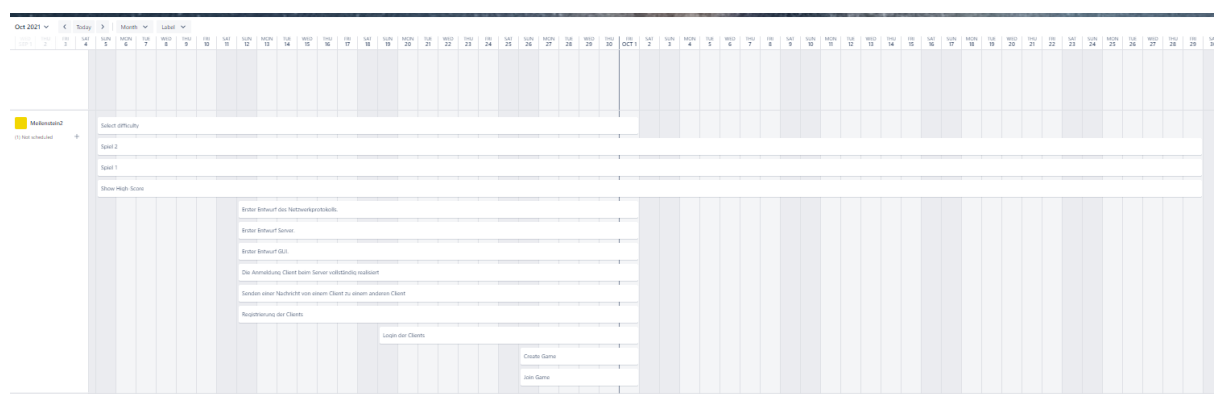 Oct 2021 Today Month Label
SAT SUN MON TUE WED THU FRI SAT SUN MON TUE WED THU FRI SAT SUN MON TUE WED THU FRI SAT SUN MON TUE WED THU FRI SAT SUN MON TUE WED THU FRI SAT SUN MON TUE WED THU FRI SAT SUN MON TUE WED THU FRI SAT SUN MON TUE WED THU FRI
3 4 5 6 7 8 9 10 11 12 13 14 15 16 17 18 19 20 21 22 23 24 25 26 27 28 29 30 OCT 1 2 3 4 5 6 7 8 9 10 11 12 13 14 15 16 17 18 19 20 21 22 23 24 25 26 27 28 29
Meilenstein2
(1) Not scheduled +
Select difficulty
Spiel 2
Spiel 1
Show High-Score
Erster Entwurf des Netzwerkprotokolls.
Erster Entwurf Server.
Erster Entwurf GUI.
Die Anmeldung Client beim Server vollständig realisiert
Senden einer Nachricht von einem Client zu einem anderen Client
Registrierung der Clients
Login der Clients
Create Game
Join Game